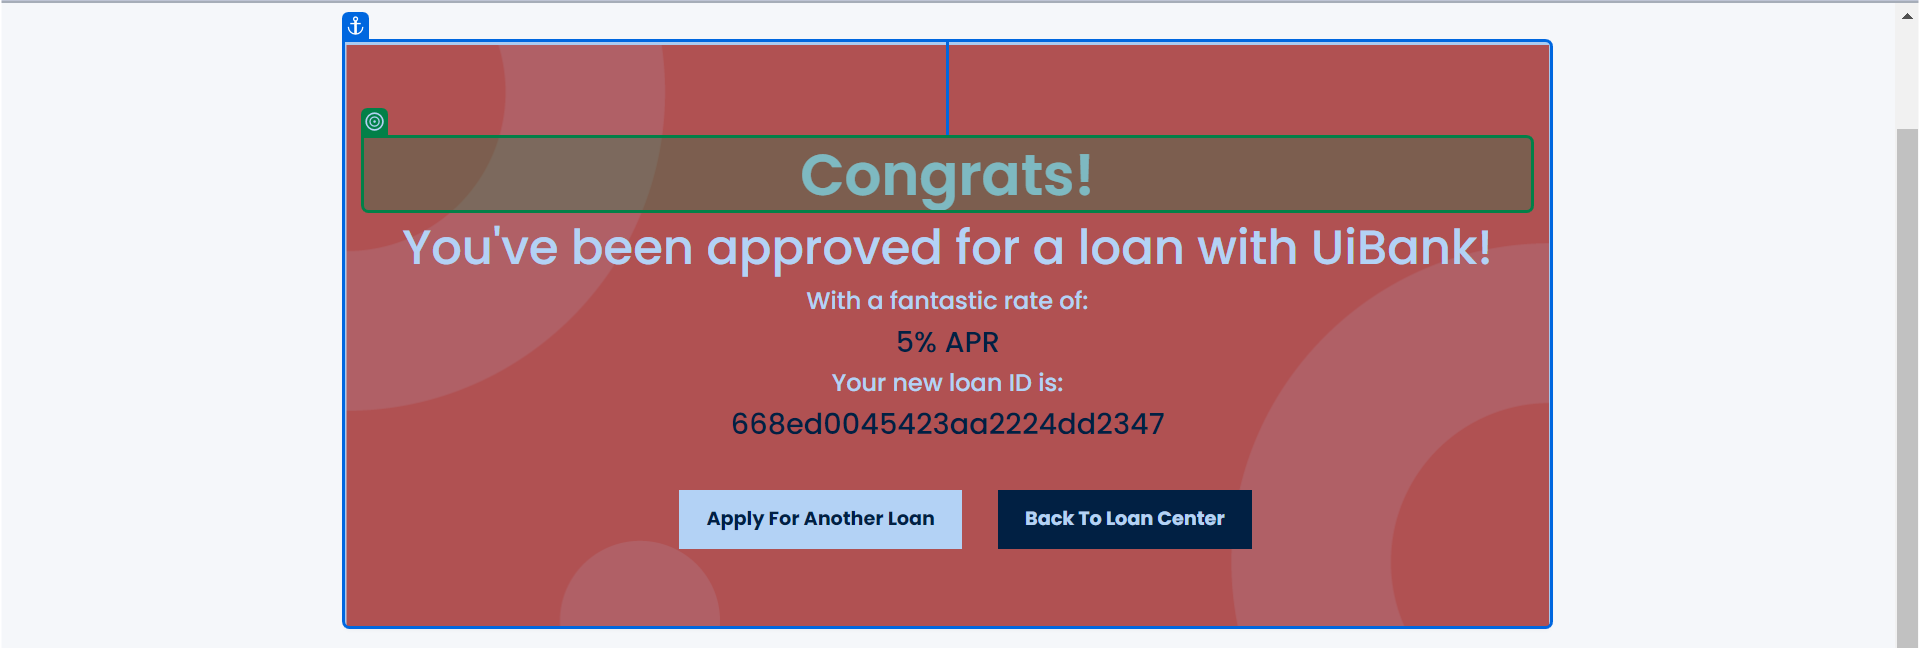 Congrats!
You've been approved for a loan with UiBank!
With a fantastic rate of:
5% APR
Your new loan ID is:
668ed0045423aa2224dd2347
Apply For Another Loan
Back To Loan Center